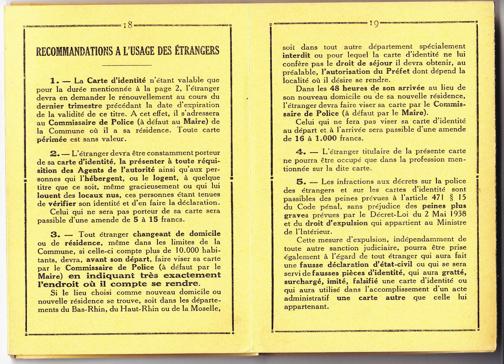 18
RECOMMANDATIONS A L'USAGE DES ÉTRANGERS
1. — La Carte d'identité n'étant valable que
pour la durée mentionnée à la page 2, l'étranger
devra en demander le renouvellement au cours du
dernier trimestre précédant la date d'expiration
de la validité de ce titre. A cet effet, il s'adressera
au Commissaire de Police (à défaut au Maire) de
la Commune où il a sa résidence. Toute carte
périmée est sans valeur.
2. — L'étranger devra être constamment porteur
de sa carte d'identité, la présenter à toute réqui-
sition des Agents de l'autorité ainsi qu'aux per-
sonnes qui l'hébergent, ou le logent, à quelque
titre que ce soit, même gracieusement ou qui lui
louent des locaux nus, ces personnes étant tenues
de vérifier son identité et d'en faire la déclaration.
Celui qui ne sera pas porteur de sa carte sera
passible d'une amende de 5 à 15 francs.
3. — Tout étranger changeant de domicile
ou de résidence, même dans les limites de la
Commune, si celle-ci compte plus de 10.000 habi-
tants, devra, avant son départ, faire viser sa carte
par le Commissaire de Police (à défaut par le
Maire) en indiquant très exactement
l'endroit où il compte se rendre.
Si le lieu choisi comme nouveau domicile ou
nouvelle résidence se trouve, soit dans les départe-
ments du Bas-Rhin, du Haut-Rhin ou de la Moselle,
19
soit dans tout autre département spécialement
interdit ou pour lequel la carte d'identité ne lui
confère pas le droit de séjour il devra obtenir, au
préalable, l'autorisation du Préfet dont dépend la
localité où il désire se rendre.
Dans les 48 heures de son arrivée au lieu de
son nouveau domicile ou de sa nouvelle résidence,
l'étranger devra faire viser sa carte par le Commis-
saire de Police (à défaut par le Maire).
Celui qui ne fera pas viser sa carte d'identité
au départ et à l'arrivée sera passible d'une amende
de 16 à 1.000 francs.
4. — L'étranger titulaire de la présente carte
ne pourra être occupé que dans la profession men-
tionnée sur la dite carte.
5. — Les infractions aux décrets sur la police
des étrangers et sur les cartes d'identité sont
passibles des peines prévues à l'article 471 § 15
du Code pénal, sans préjudice des peines plus
graves prévues par le Décret-Loi du 2 Mai 1938
et du droit d'expulsion qui appartient au Ministre
de l'Intérieur.
Cette mesure d'expulsion, indépendamment de
toute autre sanction judiciaire, pourra être prise
également à l'égard de tout étranger qui aura fait
une fausse déclaration d'état-civil ou qui se sera
servi de fausses pièces d'identité, qui aura gratté,
surchargé, imité, falsifié une carte d'identité ou
qui aura utilisé dans l'accomplissement d'un acte
administratif une carte autre que celle lui
appartenant.